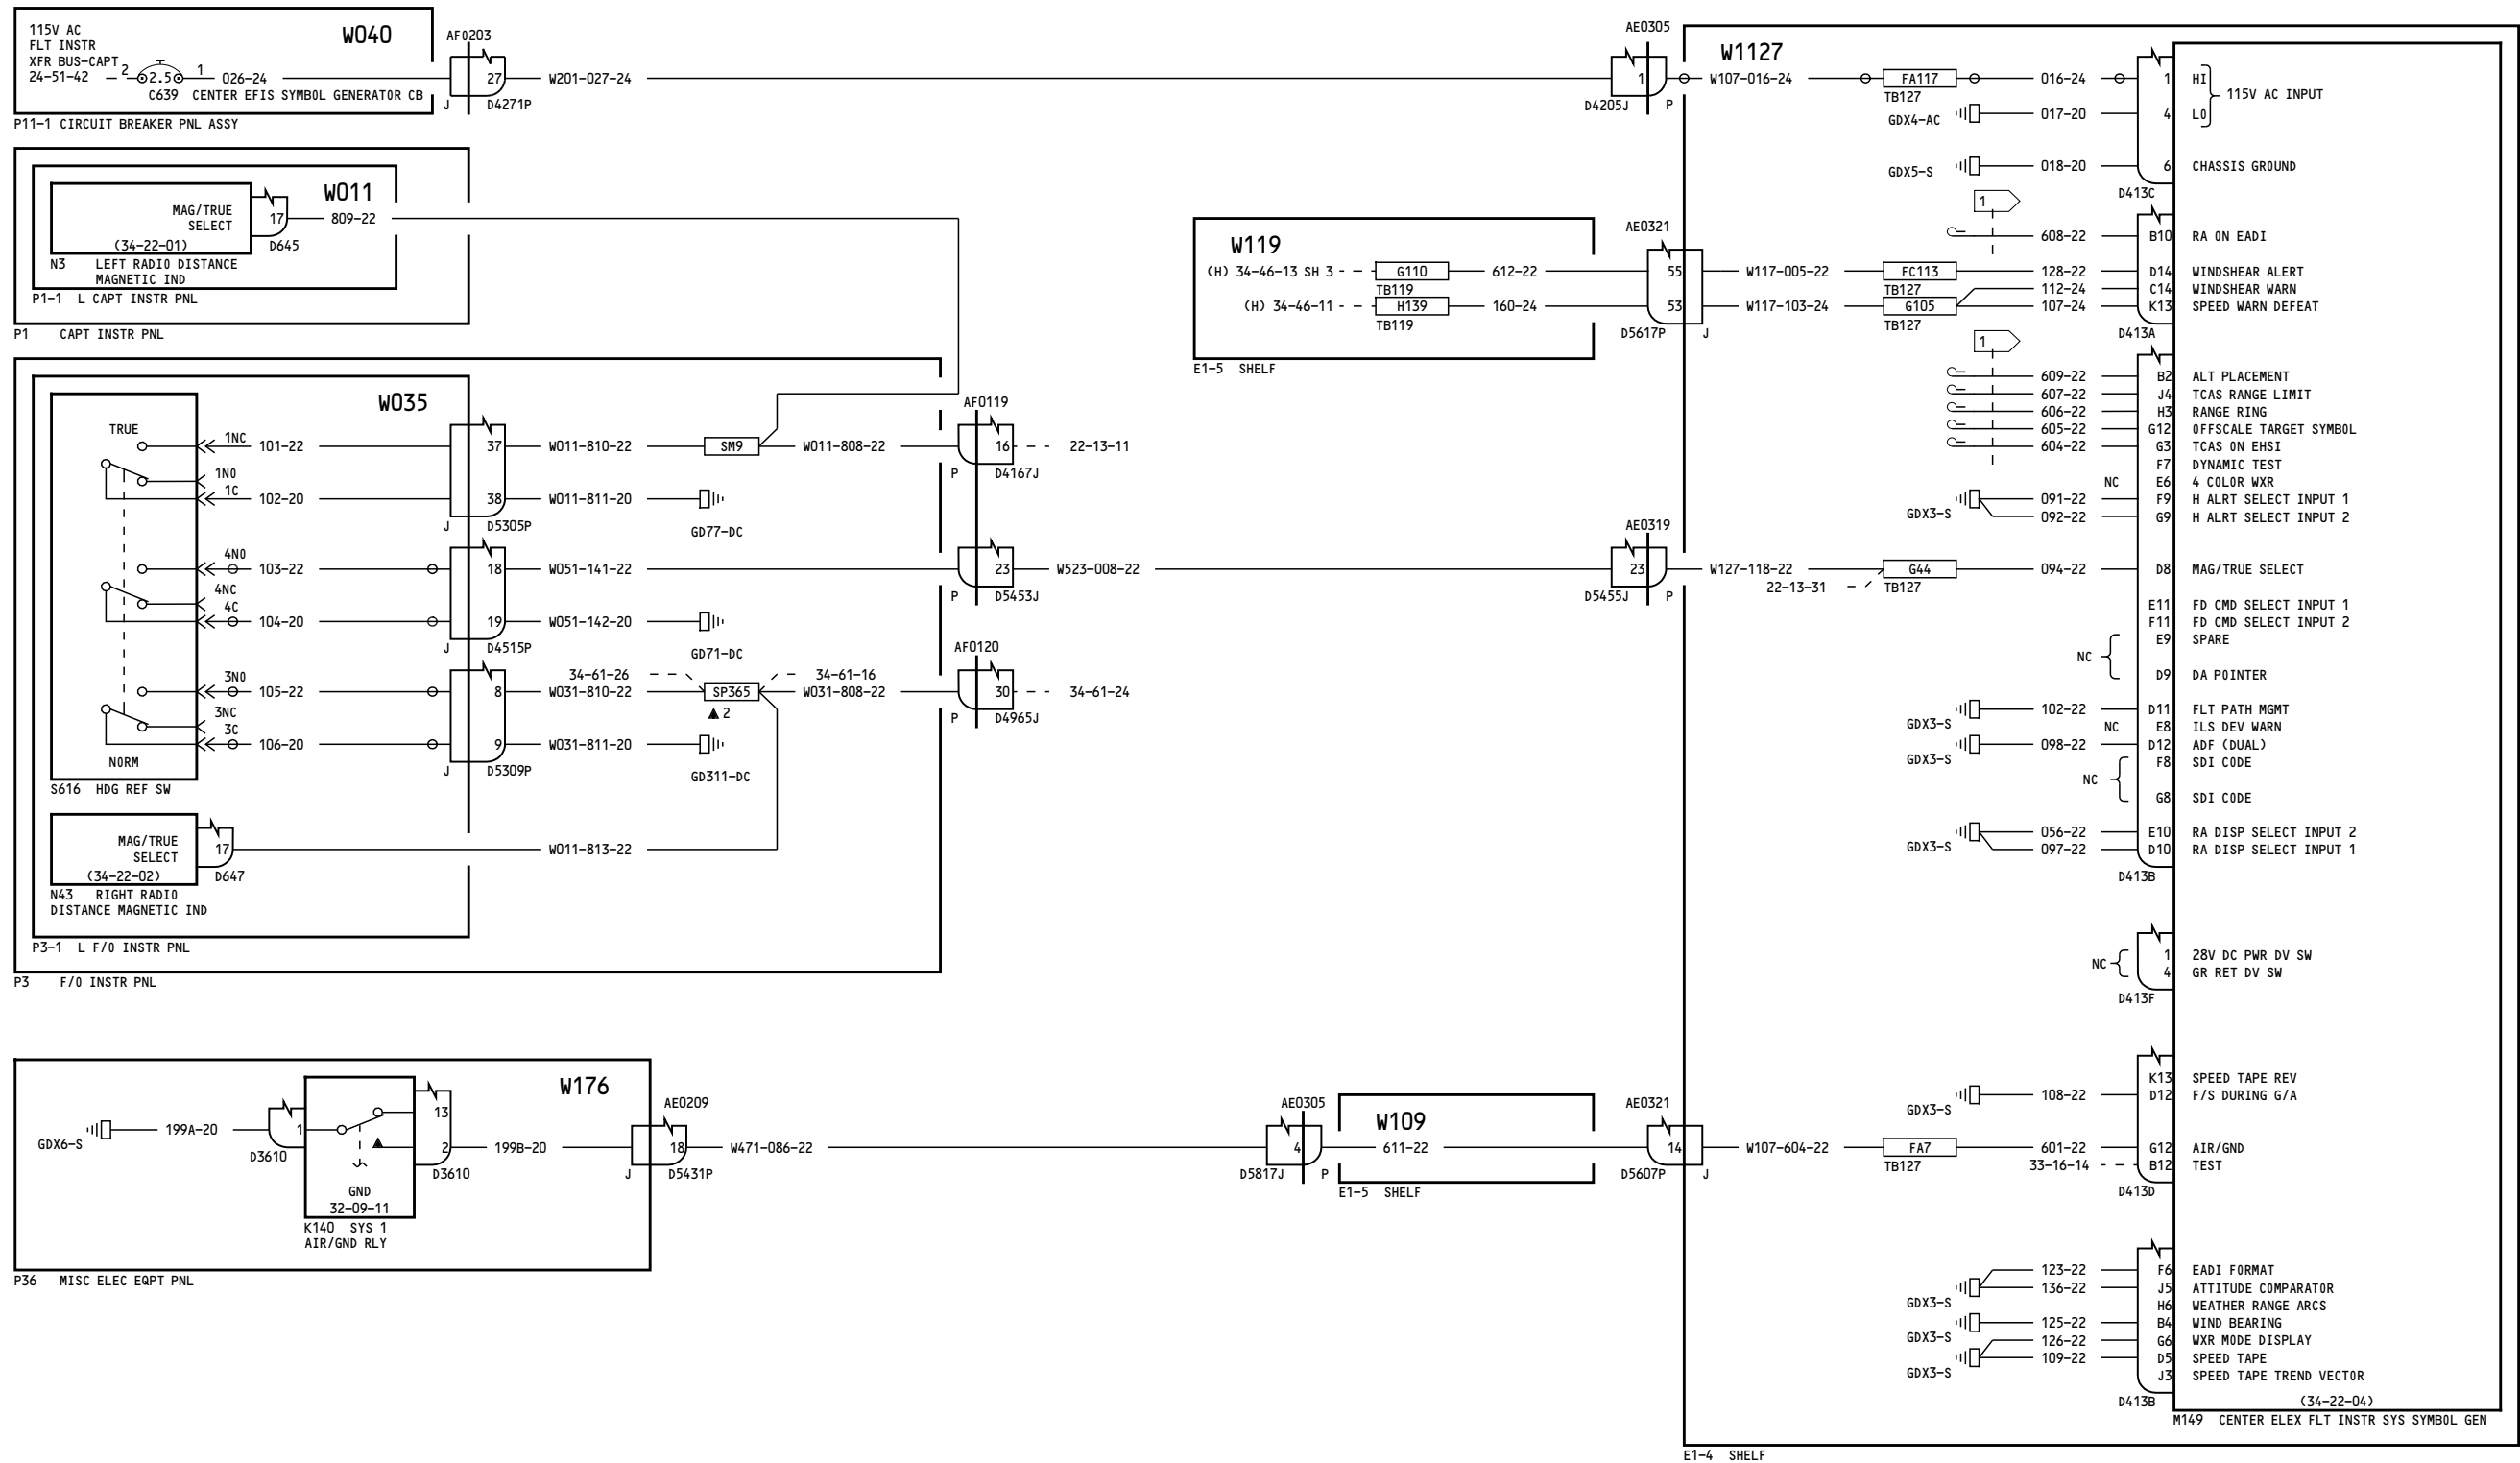 115V AC
FLT INSTR
XFR BUS-CAPT
24-51-42
2
2.5
1
026-24
W040
C639 CENTER EFIS SYMBOL GENERATOR CB
P11-1 CIRCUIT BREAKER PNL ASSY
AF0203
27
J
D4271P
W201-027-24
AE0305
1
D4205J
P
W1127
W107-016-24
FA117
TB127
016-24
1
HI
115V AC INPUT
GDX4-AC
017-20
4
LO
GDX5-S
018-20
6
CHASSIS GROUND
D413C
W011
MAG/TRUE
SELECT
(34-22-01)
17
D645
809-22
N3 LEFT RADIO DISTANCE
MAGNETIC IND
P1-1 L CAPT INSTR PNL
P1 CAPT INSTR PNL
W119
(H) 34-46-13 SH 3
G110
TB119
612-22
(H) 34-46-11
H139
TB119
160-24
E1-5 SHELF
AE0321
55
53
D5617P
J
W117-005-22
FC113
TB127
W117-103-24
G105
TB127
1
608-22
B10
RA ON EADI
128-22
D14
WINDSHEAR ALERT
112-24
C14
WINDSHEAR WARN
107-24
K13
SPEED WARN DEFEAT
D413A
1
609-22
B2
ALT PLACEMENT
607-22
J4
TCAS RANGE LIMIT
606-22
H3
RANGE RING
605-22
G12
OFFSCALE TARGET SYMBOL
604-22
G3
TCAS ON EHSI
F7
DYNAMIC TEST
NC
E6
4 COLOR WXR
GDX3-S
091-22
F9
H ALRT SELECT INPUT 1
092-22
G9
H ALRT SELECT INPUT 2
W035
TRUE
1NC
101-22
1NO
1C
102-20
37
38
J
D5305P
W011-810-22
SM9
W011-808-22
W011-811-20
GD77-DC
AF0119
16
P
D4167J
22-13-11
4NO
103-22
4NC
4C
104-20
18
19
J
D4515P
W051-141-22
W051-142-20
GD71-DC
23
P
D5453J
W523-008-22
AE0319
23
D5455J
P
W127-118-22
22-13-31
G44
TB127
094-22
D8
MAG/TRUE SELECT
E11
FD CMD SELECT INPUT 1
F11
FD CMD SELECT INPUT 2
NC
E9
SPARE
D9
DA POINTER
3NO
105-22
3NC
3C
106-20
NORM
S616 HDG REF SW
8
9
J
D5309P
34-61-26
W031-810-22
SP365
2
34-61-16
W031-808-22
W031-811-20
GD311-DC
AF0120
30
P
D4965J
34-61-24
GDX3-S
102-22
D11
FLT PATH MGMT
NC
E8
ILS DEV WARN
GDX3-S
098-22
D12
ADF (DUAL)
NC
F8
SDI CODE
G8
SDI CODE
GDX3-S
056-22
E10
RA DISP SELECT INPUT 2
097-22
D10
RA DISP SELECT INPUT 1
D413B
MAG/TRUE
SELECT
(34-22-02)
17
D647
W011-813-22
N43 RIGHT RADIO
DISTANCE MAGNETIC IND
P3-1 L F/O INSTR PNL
P3 F/O INSTR PNL
NC
1
28V DC PWR DV SW
4
GR RET DV SW
D413F
W176
GDX6-S
199A-20
1
D3610
13
2
D3610
GND
32-09-11
K140 SYS 1
AIR/GND RLY
199B-20
P36 MISC ELEC EQPT PNL
AE0209
18
J
D5431P
W471-086-22
AE0305
4
D5817J
P
W109
611-22
E1-5 SHELF
AE0321
14
D5607P
J
W107-604-22
FA7
TB127
K13
SPEED TAPE REV
GDX3-S
108-22
D12
F/S DURING G/A
601-22
G12
AIR/GND
33-16-14
B12
TEST
D413D
GDX3-S
123-22
F6
EADI FORMAT
136-22
J5
ATTITUDE COMPARATOR
H6
WEATHER RANGE ARCS
GDX3-S
125-22
B4
WIND BEARING
GDX3-S
126-22
G6
WXR MODE DISPLAY
109-22
D5
SPEED TAPE
J3
SPEED TAPE TREND VECTOR
D413B
(34-22-04)
M149 CENTER ELEX FLT INSTR SYS SYMBOL GEN
E1-4 SHELF